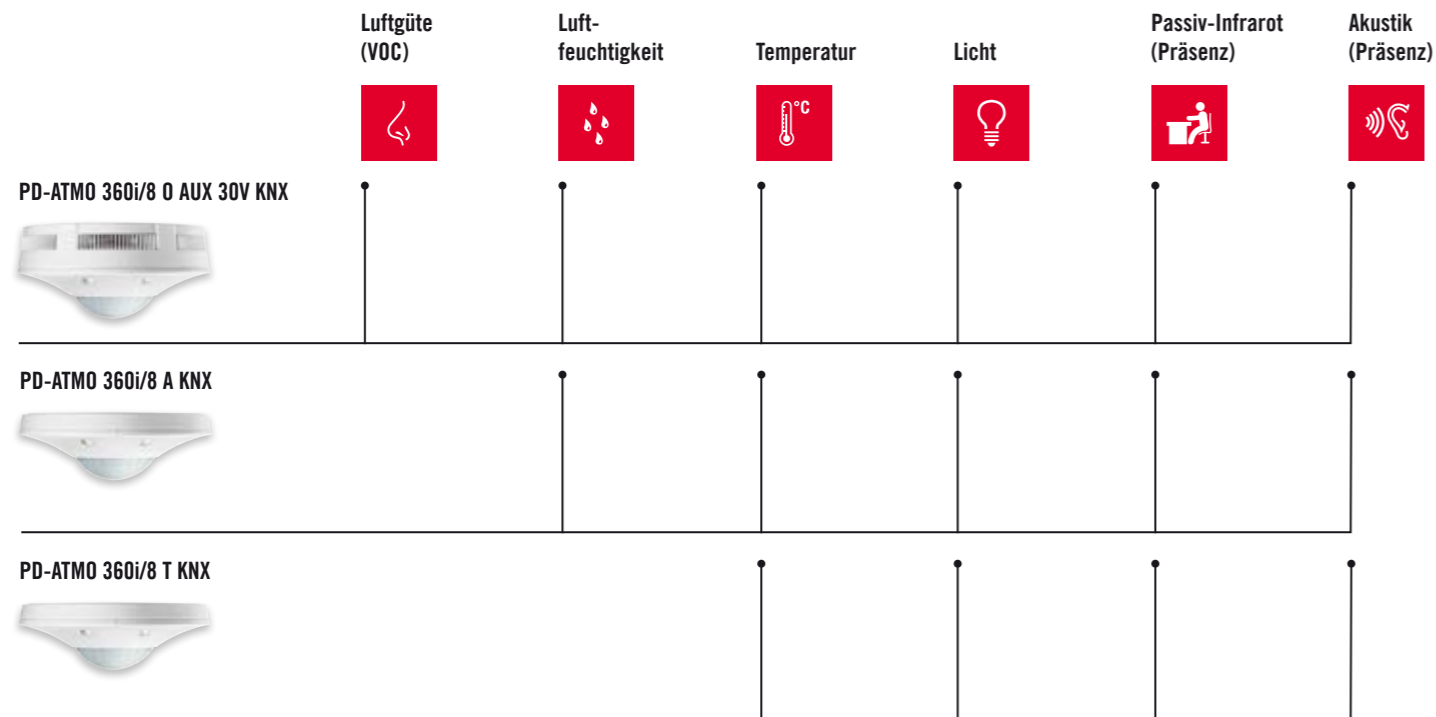 Luftgüte
(VOC)
Luft-
feuchtigkeit
Temperatur
Licht
Passiv-Infrarot
(Präsenz)
Akustik
(Präsenz)
°C
PD-ATMO 360i/8 O AUX 30V KNX
PD-ATMO 360i/8 A KNX
PD-ATMO 360i/8 T KNX